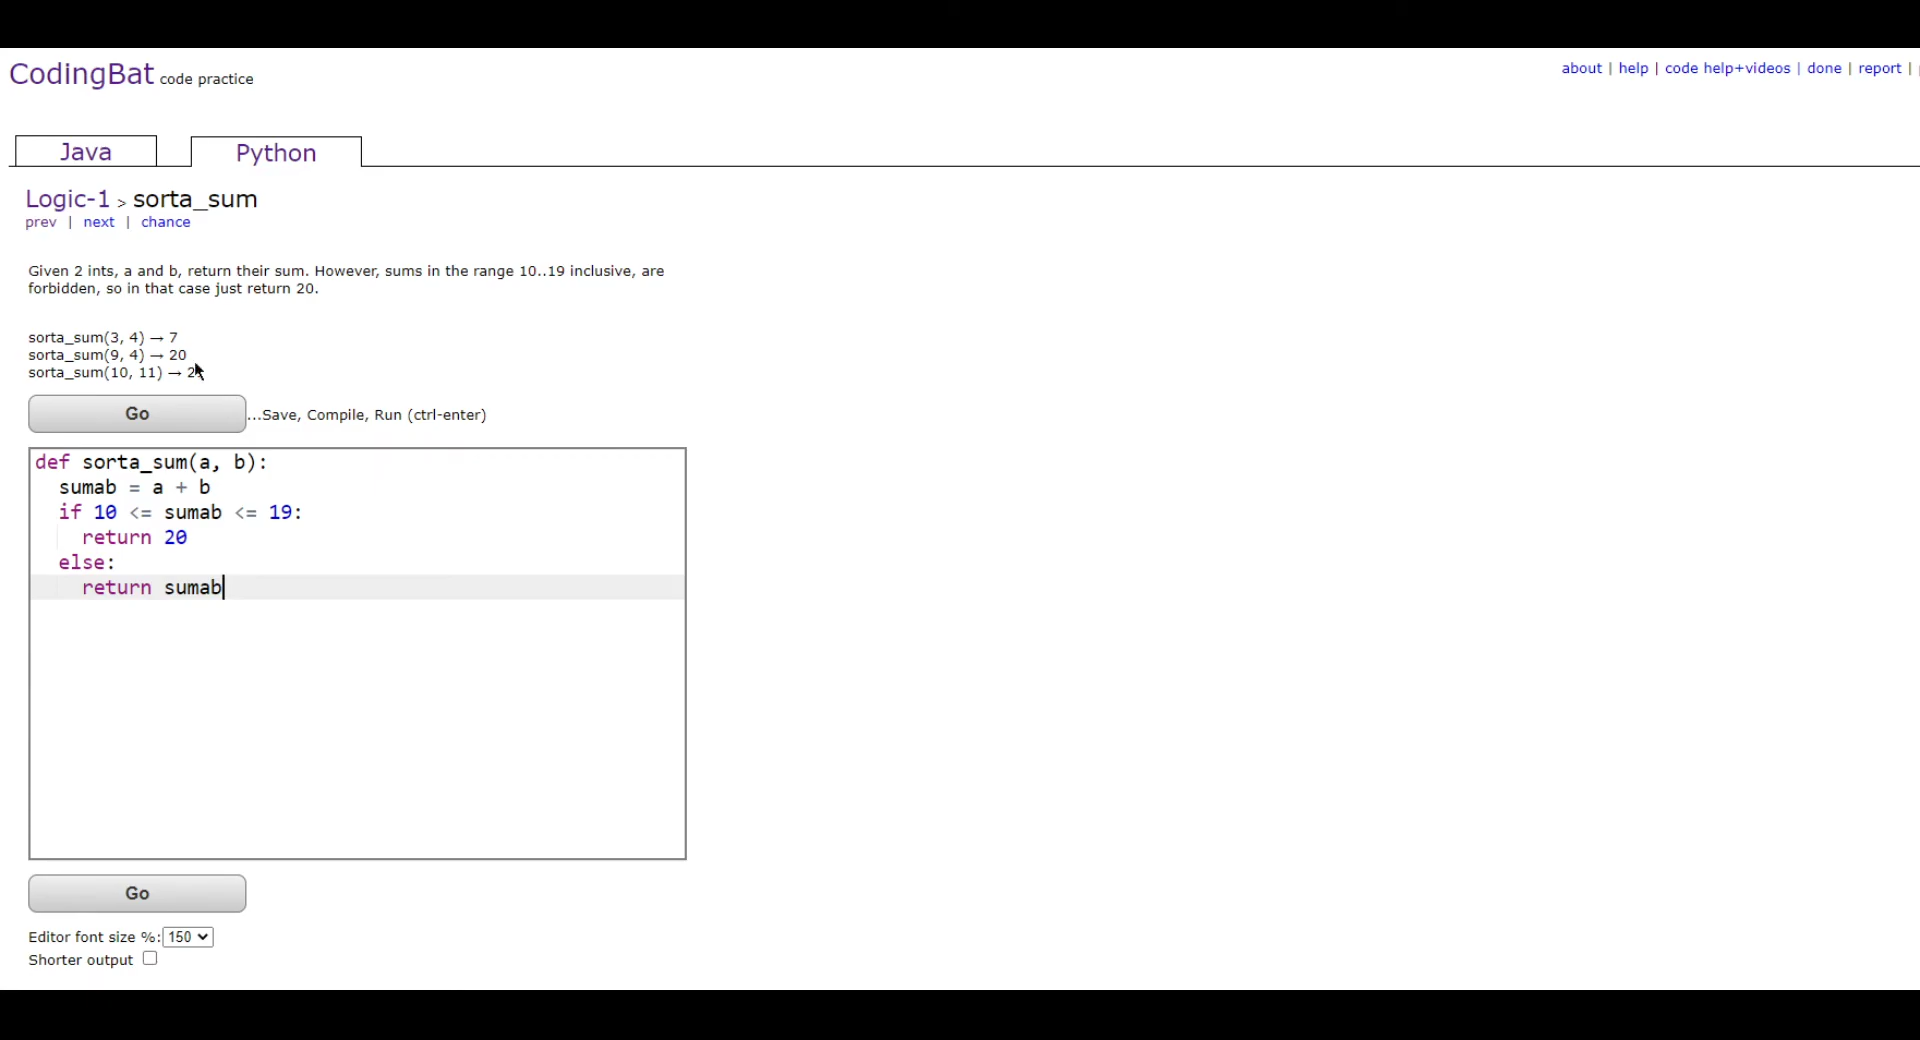 CodingBat code practice
about | help | code help+videos | done | report |
Java
Python
Logic-1 > sorta_sum
prev | next | chance
Given 2 ints, a and b, return their sum. However, sums in the range 10..19 inclusive, are
forbidden, so in that case just return 20.
sorta_sum(3, 4) → 7
sorta_sum(9, 4) → 20
sorta_sum(10, 11) →
Go ...Save, Compile, Run (ctrl-enter)
def sorta_sum(a, b):
  sumab = a + b
  if 10 <= sumab <= 19:
    return 20
  else:
    return sumab
Go
Editor font size %: 150
Shorter output